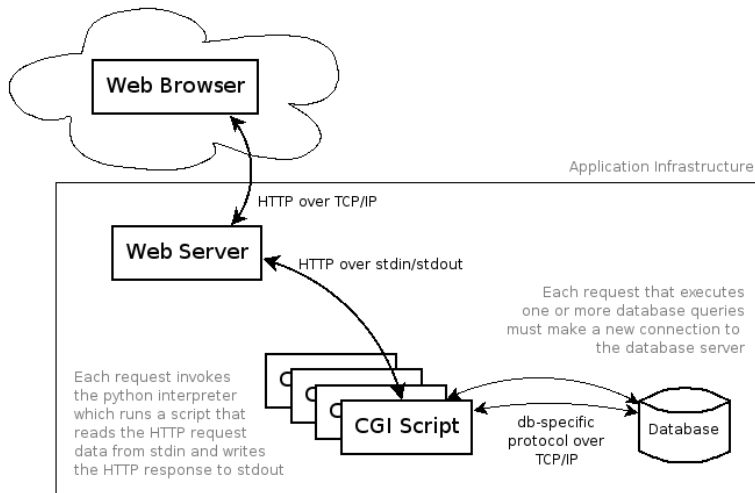 Web Browser
Application Infrastructure
HTTP over TCP/IP
Web Server
HTTP over stdin/stdout
Each request that executes
one or more database queries
must make a new connection to
the database server
Each request invokes
the python interpreter
which runs a script that
reads the HTTP request
data from stdin and writes
the HTTP response to stdout
CGI Script
db-specific
protocol over
TCP/IP
Database